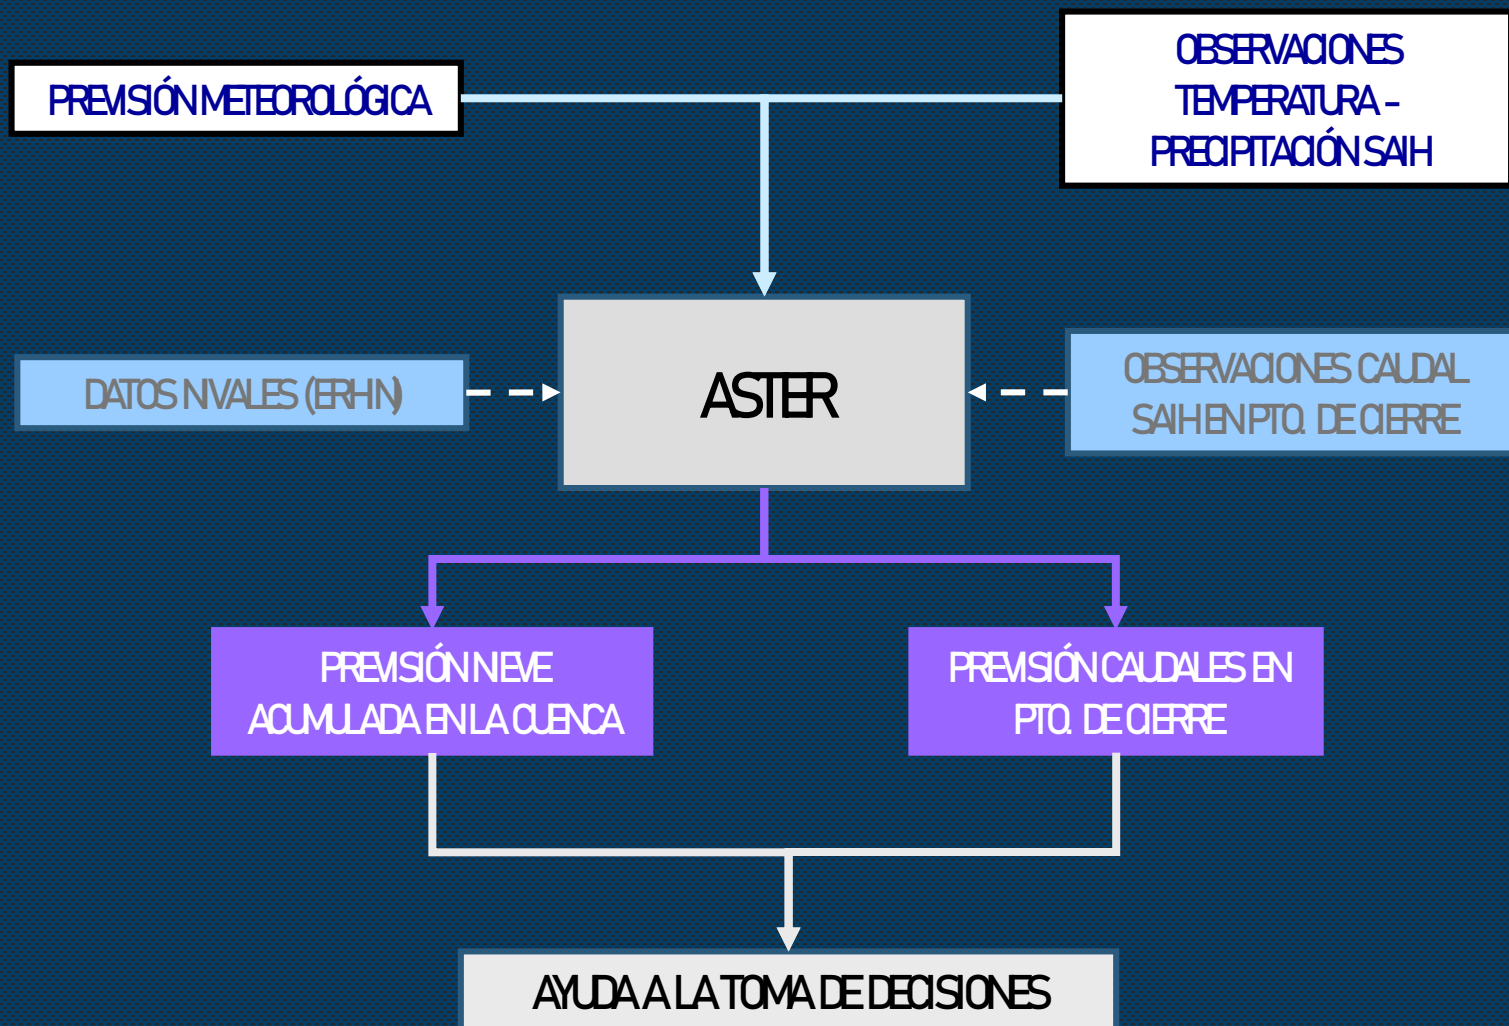 PREVISIÓN METEOROLÓGICA
OBSERVACIONES
TEMPERATURA -
PRECIPITACIÓN SAIH
DATOS NIVALES (ERHIN)
ASTER
OBSERVACIONES CAUDAL
SAIH EN PTO. DE CIERRE
PREVISIÓN NIEVE
ACUMULADA EN LA CUENCA
PREVISIÓN CAUDALES EN
PTO. DE CIERRE
AYUDA A LA TOMA DE DECISIONES